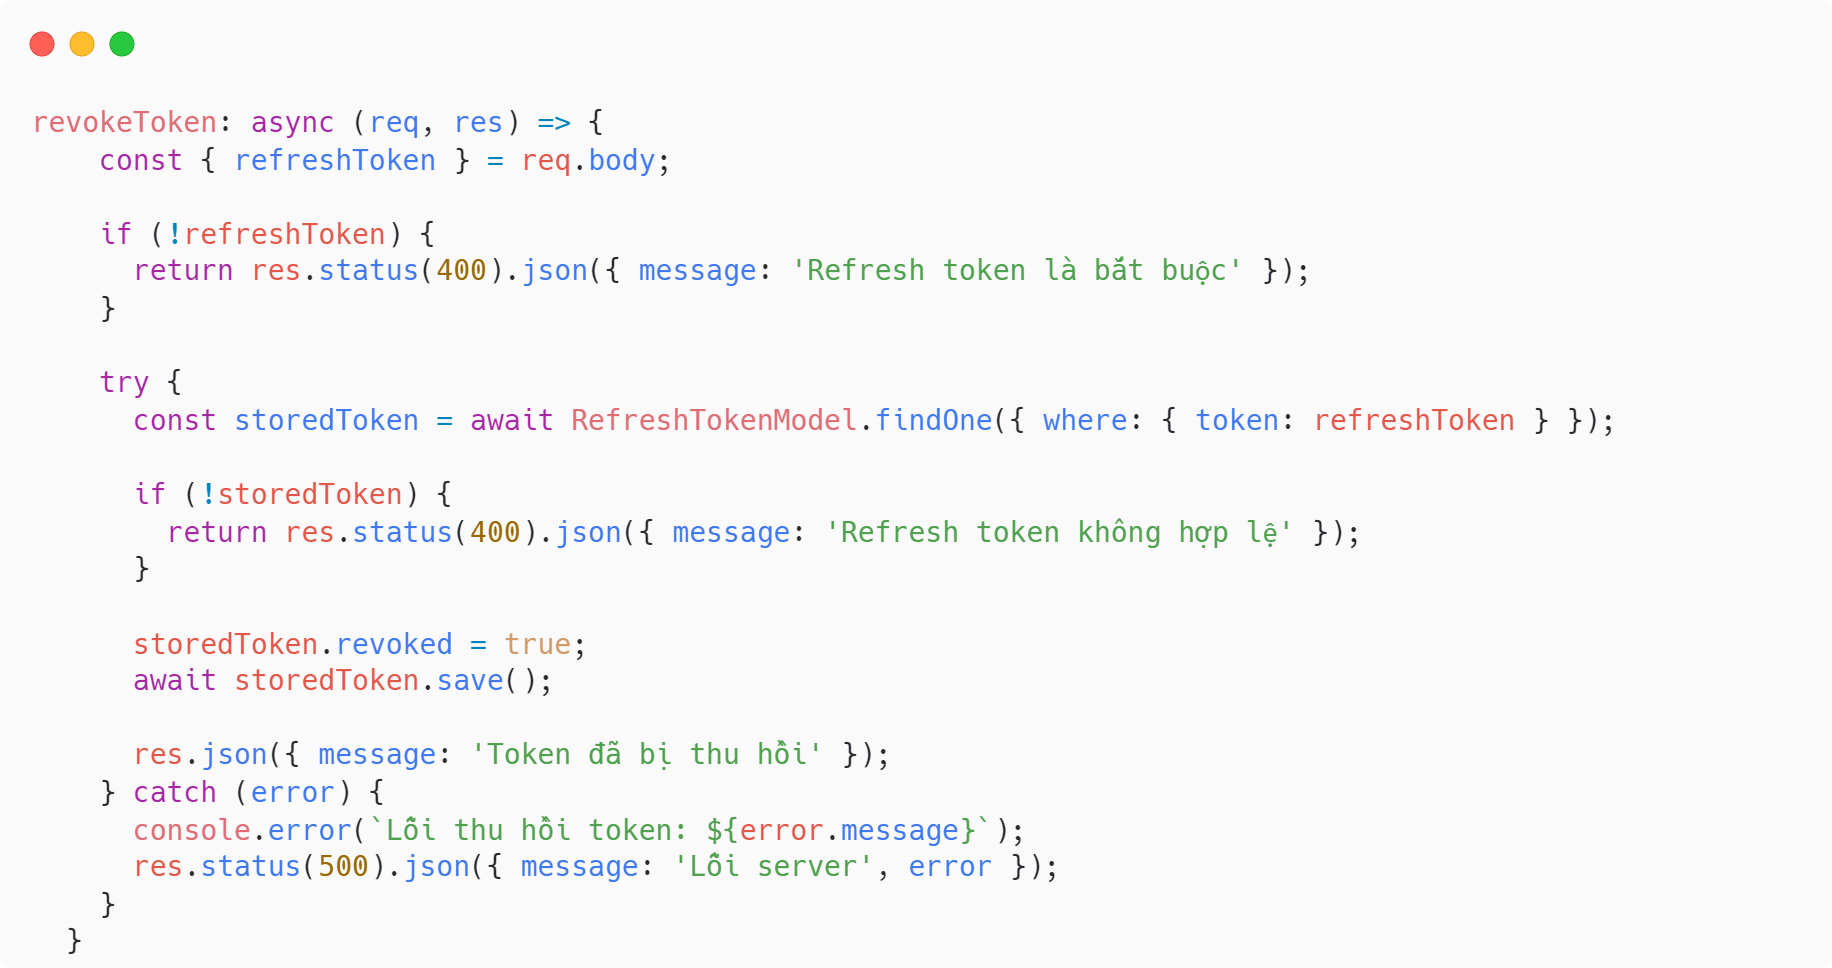 revokeToken: async (req, res) => {
    const { refreshToken } = req.body;

    if (!refreshToken) {
      return res.status(400).json({ message: 'Refresh token là bắt buộc' });
    }

    try {
      const storedToken = await RefreshTokenModel.findOne({ where: { token: refreshToken } });

      if (!storedToken) {
        return res.status(400).json({ message: 'Refresh token không hợp lệ' });
      }

      storedToken.revoked = true;
      await storedToken.save();

      res.json({ message: 'Token đã bị thu hồi' });
    } catch (error) {
      console.error(`Lỗi thu hồi token: ${error.message}`);
      res.status(500).json({ message: 'Lỗi server', error });
    }
  }